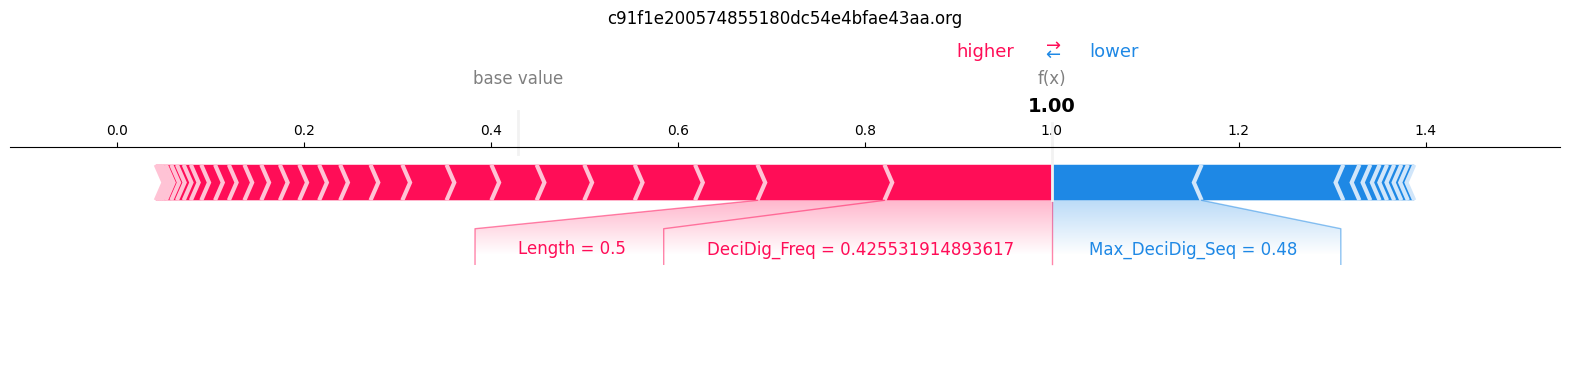 c91f1e200574855180dc54e4bfae43aa.org
higher ⇄ lower
base value f(x)
1.00
0.0 0.2 0.4 0.6 0.8 1.0 1.2 1.4
Length = 0.5 DeciDig_Freq = 0.425531914893617 Max_DeciDig_Seq = 0.48